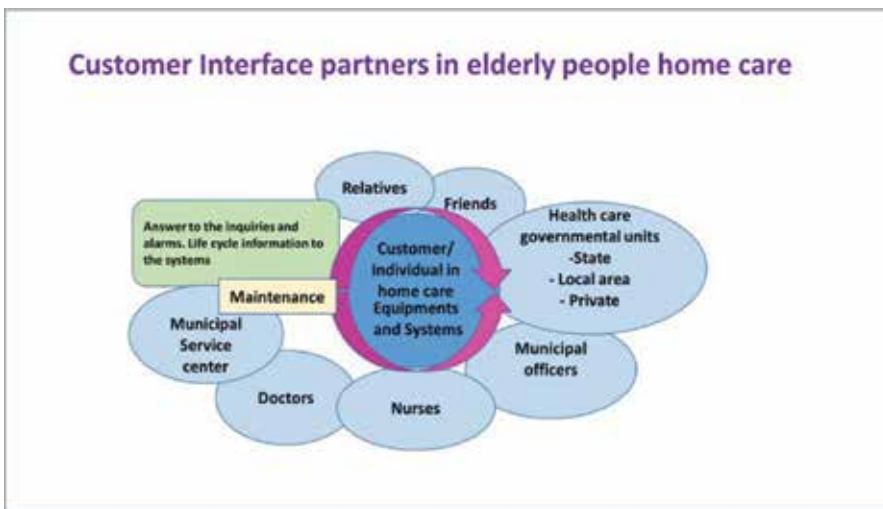 Customer Interface partners in elderly people home care
Relatives
Friends
Answer to the inquiries and
alarms. Life cycle information to
the systems
Health care
governmental units
-State
- Local area
- Private
Customer/
Individual in
home care
Equipments
and Systems
Maintenance
Municipal
Service
center
Municipal
officers
Doctors
Nurses